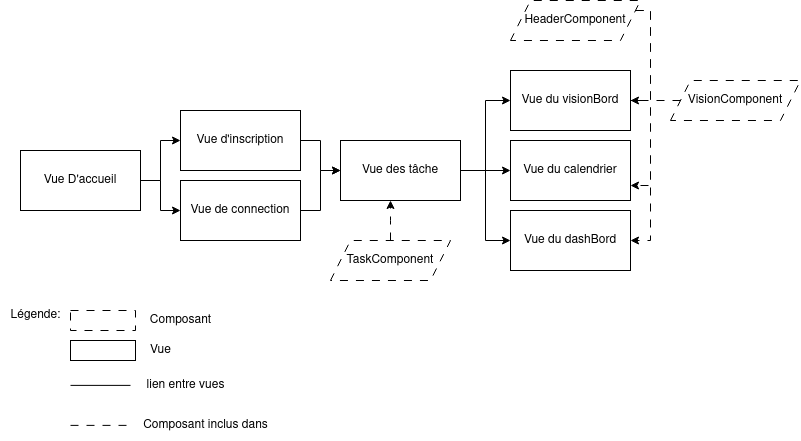 HeaderComponent
Vue du visionBord
VisionComponent
Vue d'inscription
Vue des tâche
Vue du calendrier
Vue D'accueil
Vue de connection
Vue du dashBord
TaskComponent
Légende:
Composant
Vue
lien entre vues
Composant inclus dans